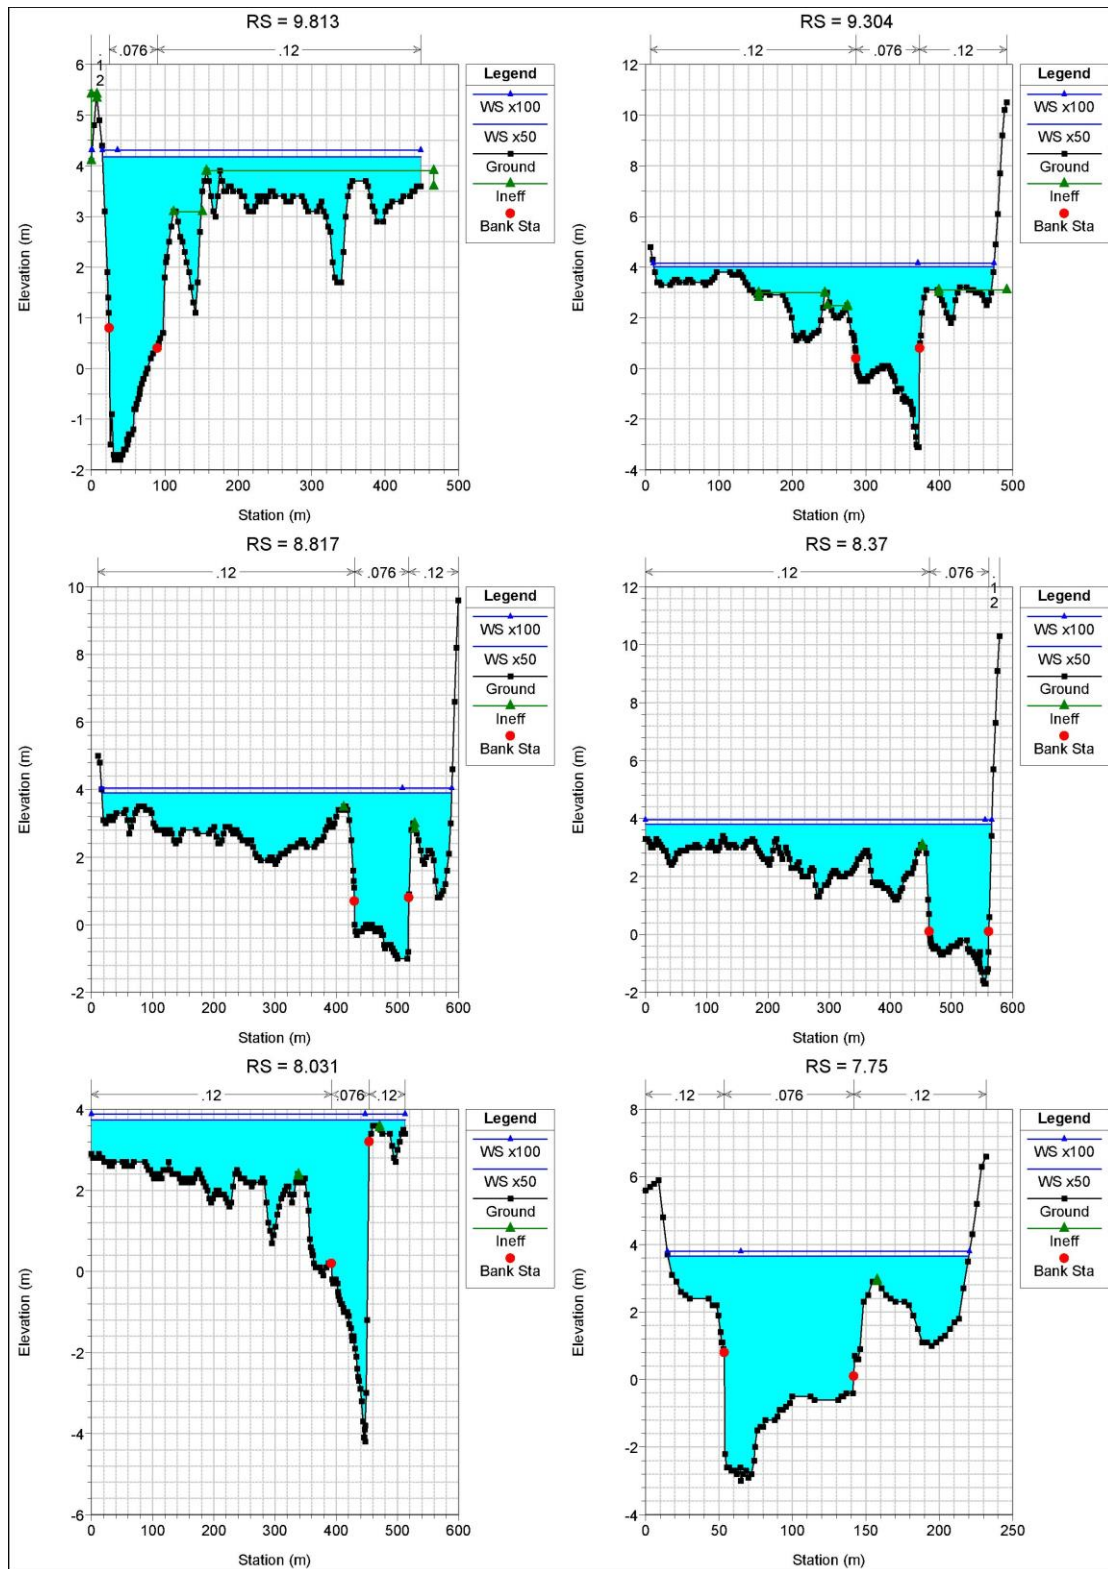 RS = 9.813
.12 .076 .12
Legend
WS x100
WS x50
Ground
Ineff
Bank Sta
6
5
4
3
2
1
0
-1
-2
Elevation (m)
0 100 200 300 400 500
Station (m)
RS = 9.304
.12 .076 .12
Legend
WS x100
WS x50
Ground
Ineff
Bank Sta
12
10
8
6
4
2
0
-2
-4
Elevation (m)
0 100 200 300 400 500
Station (m)
RS = 8.817
.12 .076 .12
Legend
WS x100
WS x50
Ground
Ineff
Bank Sta
10
8
6
4
2
0
-2
Elevation (m)
0 100 200 300 400 500 600
Station (m)
RS = 8.37
.12 .076 .12
Legend
WS x100
WS x50
Ground
Ineff
Bank Sta
12
10
8
6
4
2
0
-2
Elevation (m)
0 100 200 300 400 500 600
Station (m)
RS = 8.031
.12 .076 .12
Legend
WS x100
WS x50
Ground
Ineff
Bank Sta
4
2
0
-2
-4
-6
Elevation (m)
0 100 200 300 400 500 600
Station (m)
RS = 7.75
.12 .076 .12
Legend
WS x100
WS x50
Ground
Ineff
Bank Sta
8
6
4
2
0
-2
-4
Elevation (m)
0 50 100 150 200 250
Station (m)